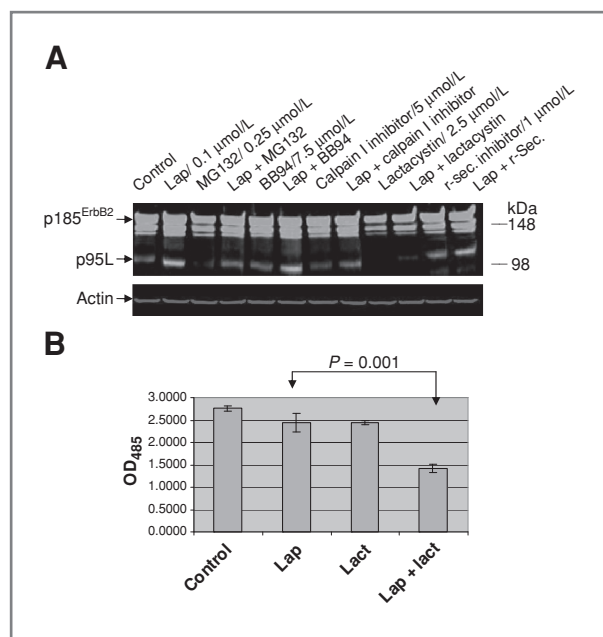 A
Control
Lap/ 0.1 µmol/L
MG132/ 0.25 µmol/L
Lap + MG132
BB94/7.5 µmol/L
Lap + BB94
Calpain I inhibitor/5 µmol/L
Lap + calpain I inhibitor
Lactacystin/ 2.5 µmol/L
Lap + lactacystin
r-sec. inhibitor/1 µmol/L
Lap + r-Sec.
kDa
p185ErbB2
148
p95L
98
Actin
B
P = 0.001
3.0000
2.5000
2.0000
1.5000
1.0000
0.5000
0.0000
OD485
Control
Lap
Lact
Lap + lact